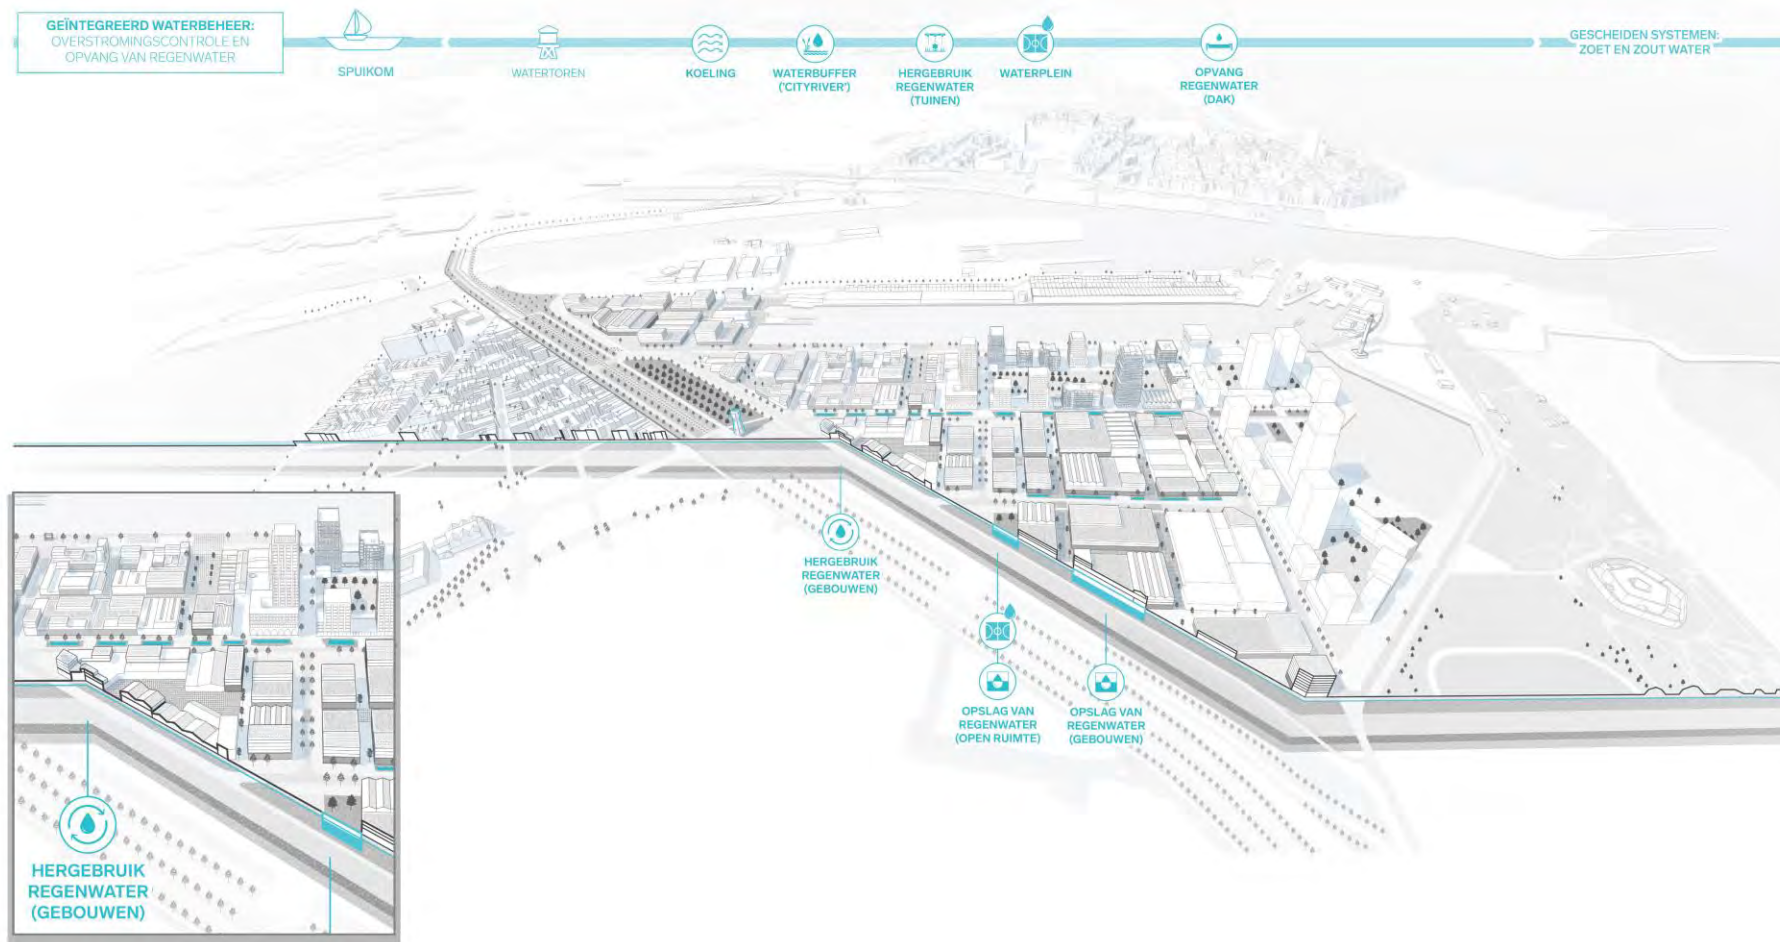 GEÏNTEGREERD WATERBEHEER:
OVERSTROMINGSCONTROLE EN
OPVANG VAN REGENWATER
SPUIKOM
WATERTOREN
KOELING
WATERBUFFER
('CITYRIVER')
HERGEBRUIK
REGENWATER
(TUINEN)
WATERPLEIN
OPVANG
REGENWATER
(DAK)
GESCHEIDEN SYSTEMEN:
ZOET EN ZOUT WATER
HERGEBRUIK
REGENWATER
(GEBOUWEN)
OPSLAG VAN
REGENWATER
(OPEN RUIMTE)
OPSLAG VAN
REGENWATER
(GEBOUWEN)
HERGEBRUIK
REGENWATER
(GEBOUWEN)